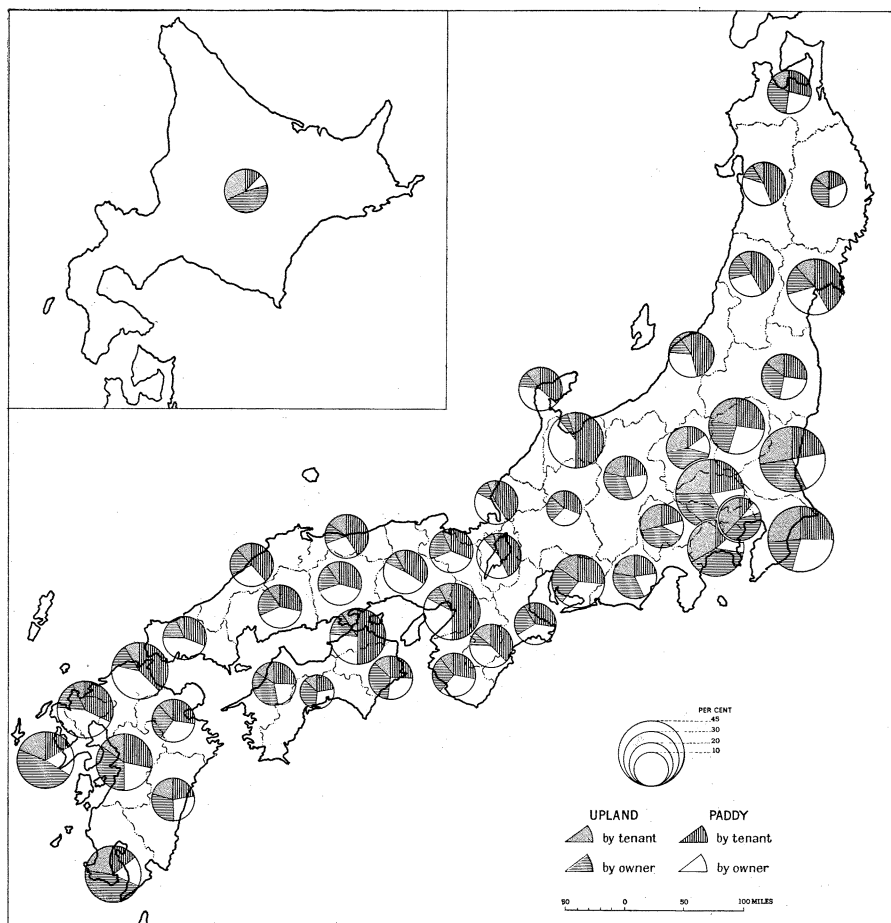 PER CENT
45
30
20
10
UPLAND PADDY
by tenant by tenant
by owner by owner
50 0 50 100 MILES